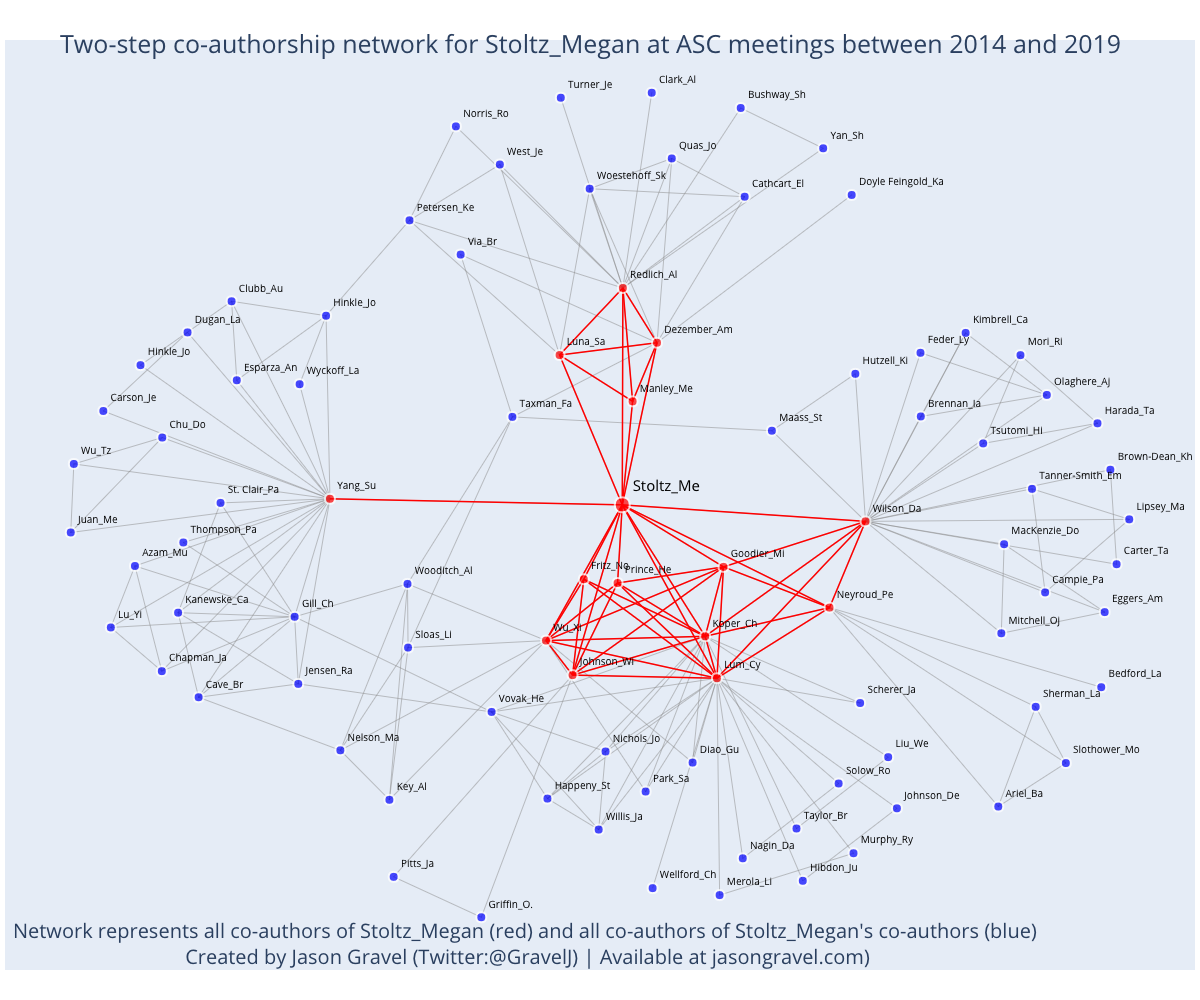 Two-step co-authorship network for Stoltz_Megan at ASC meetings between 2014 and 2019
Turner_Je
Clark_Al
Bushway_Sh
Norris_Ro
Yan_Sh
West_Je
Quas_Jo
Woestehoff_Sk
Cathcart_El
Doyle Feingold_Ka
Petersen_Ke
Via_Br
Redlich_Al
Clubb_Au
Hinkle_Jo
Dugan_La
Dezember_Am
Kimbrell_Ca
Luna_Sa
Feder_Ly
Mori_Ri
Hinkle_Jo
Esparza_An
Wyckoff_La
Hutzell_Ki
Manley_Me
Olaghere_Aj
Carson_Je
Taxman_Fa
Brennan_Ia
Harada_Ta
Chu_Do
Maass_St
Tsutomi_Hi
Wu_Tz
Brown-Dean_Kh
St. Clair_Pa
Yang_Su
Stoltz_Me
Tanner-Smith_Em
Juan_Me
Wilson_Da
Lipsey_Ma
Thompson_Pa
MacKenzie_Do
Azam_Mu
Goodier_Mi
Carter_Ta
Wooditch_Al
Fritz_No
Prince_He
Campie_Pa
Kanewske_Ca
Gill_Ch
Neyroud_Pe
Eggers_Am
Lu_Yi
Wu_Xi
Koper_Ch
Mitchell_Oj
Sloas_Li
Chapman_Ja
Jensen_Ra
Johnson_Wi
Lum_Cy
Cave_Br
Bedford_La
Vovak_He
Scherer_Ja
Sherman_La
Nelson_Ma
Nichols_Jo
Diao_Gu
Liu_We
Slothower_Mo
Key_Al
Happeny_St
Park_Sa
Solow_Ro
Johnson_De
Ariel_Ba
Willis_Ja
Taylor_Br
Pitts_Ja
Nagin_Da
Murphy_Ry
Wellford_Ch
Merola_Li
Hibdon_Ju
Griffin_O.
Network represents all co-authors of Stoltz_Megan (red) and all co-authors of Stoltz_Megan's co-authors (blue)
Created by Jason Gravel (Twitter:@GravelJ) | Available at jasongravel.com)